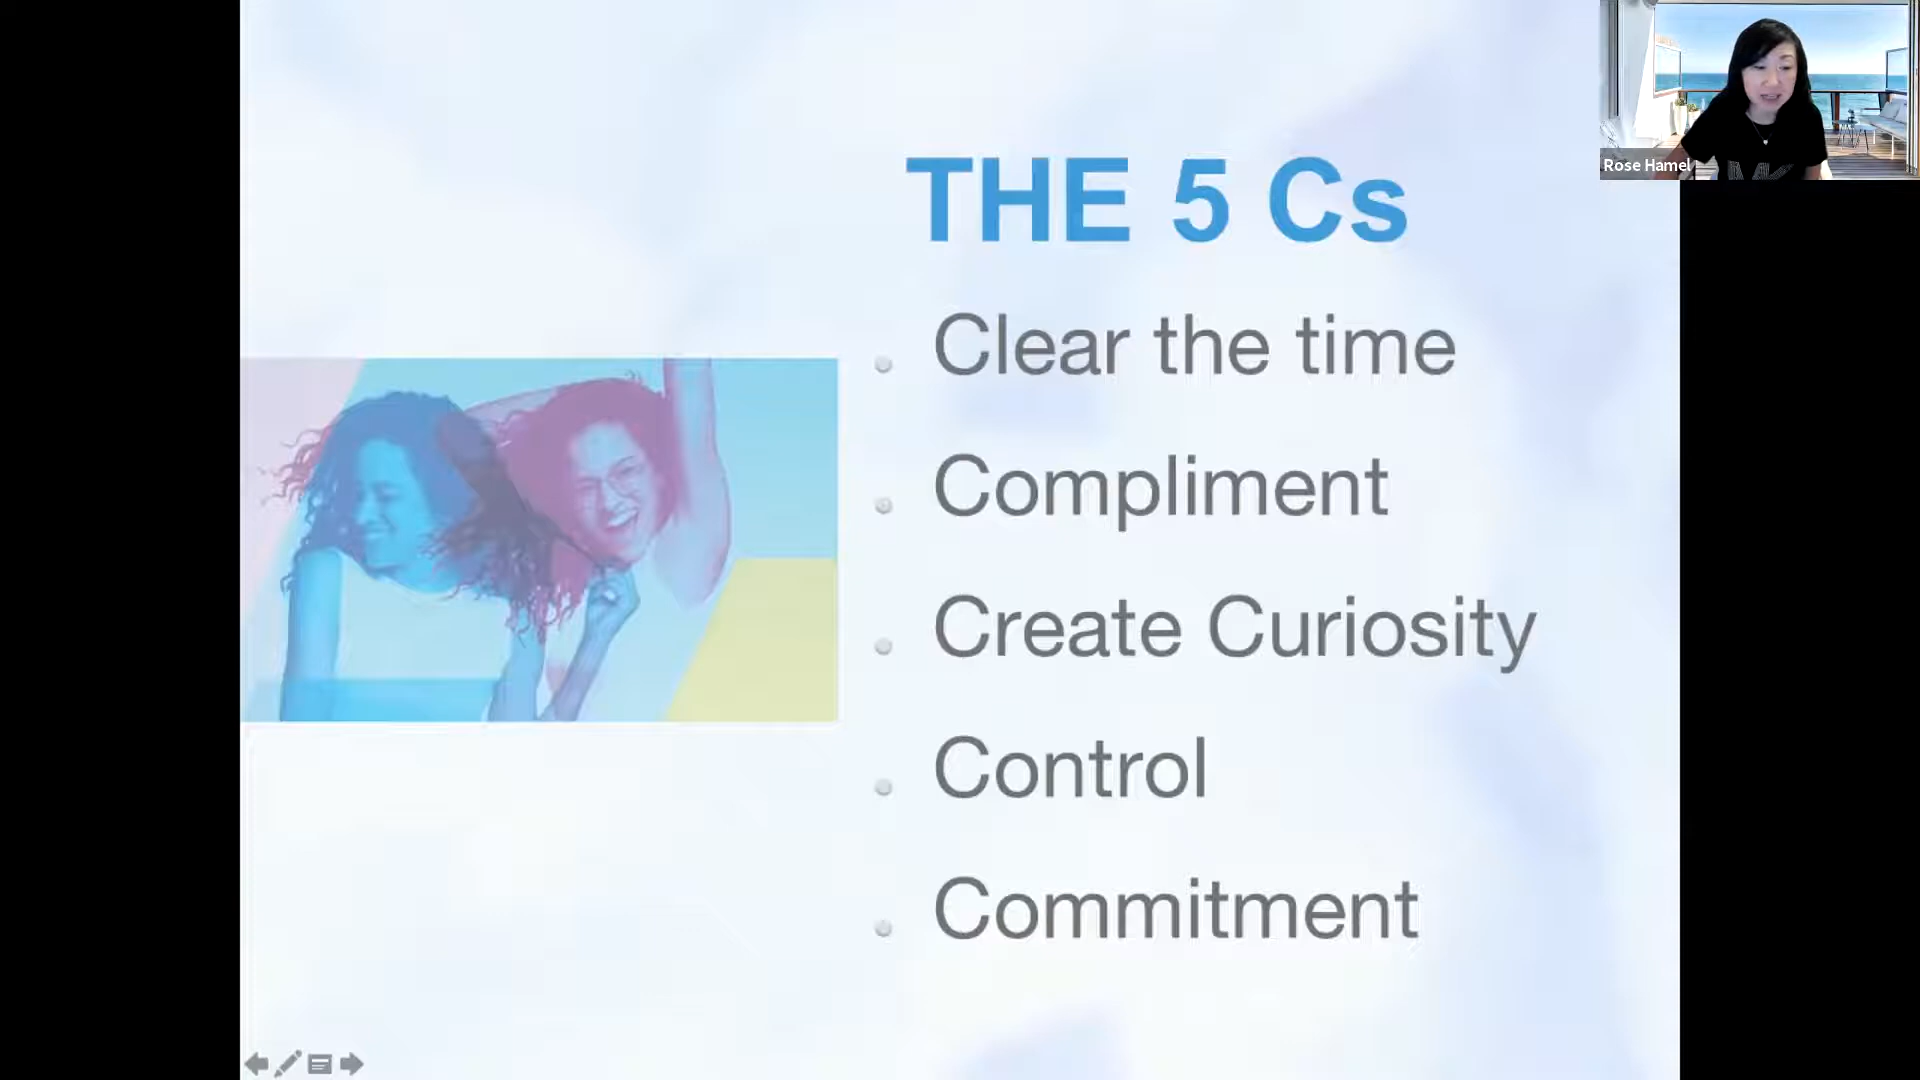 THE 5 Cs
Clear the time
Compliment
Create Curiosity
Control
Commitment
Rose Hamel